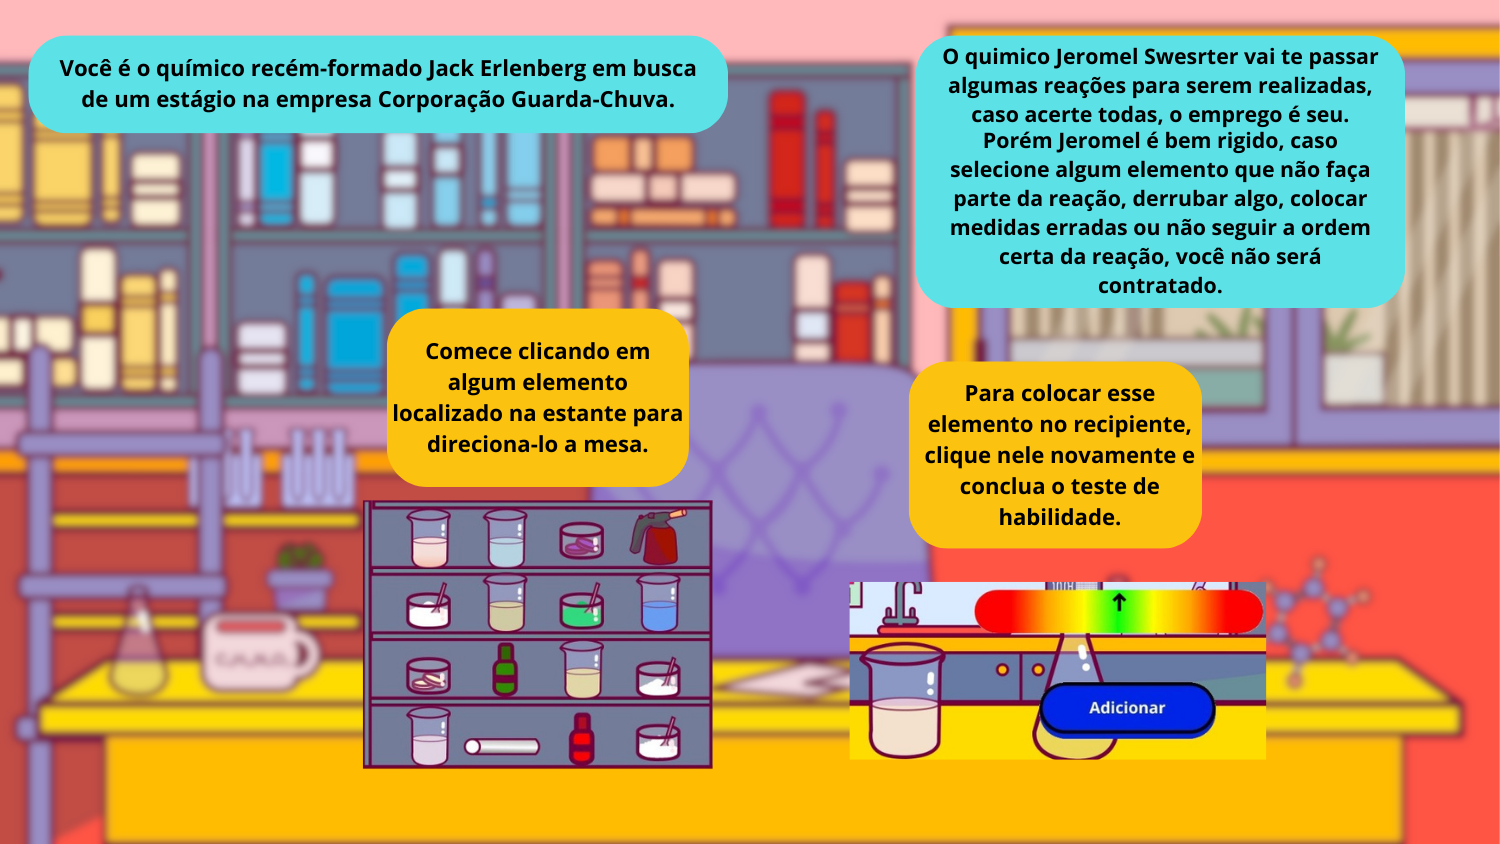 Você é o químico recém-formado Jack Erlenberg em busca
de um estágio na empresa Corporação Guarda-Chuva.
O quimico Jeromel Swesrter vai te passar
algumas reações para serem realizadas,
caso acerte todas, o emprego é seu.
Porém Jeromel é bem rigido, caso
selecione algum elemento que não faça
parte da reação, derrubar algo, colocar
medidas erradas ou não seguir a ordem
certa da reação, você não será
contratado.
Comece clicando em
algum elemento
localizado na estante para
direciona-lo a mesa.
Para colocar esse
elemento no recipiente,
clique nele novamente e
conclua o teste de
habilidade.
Adicionar